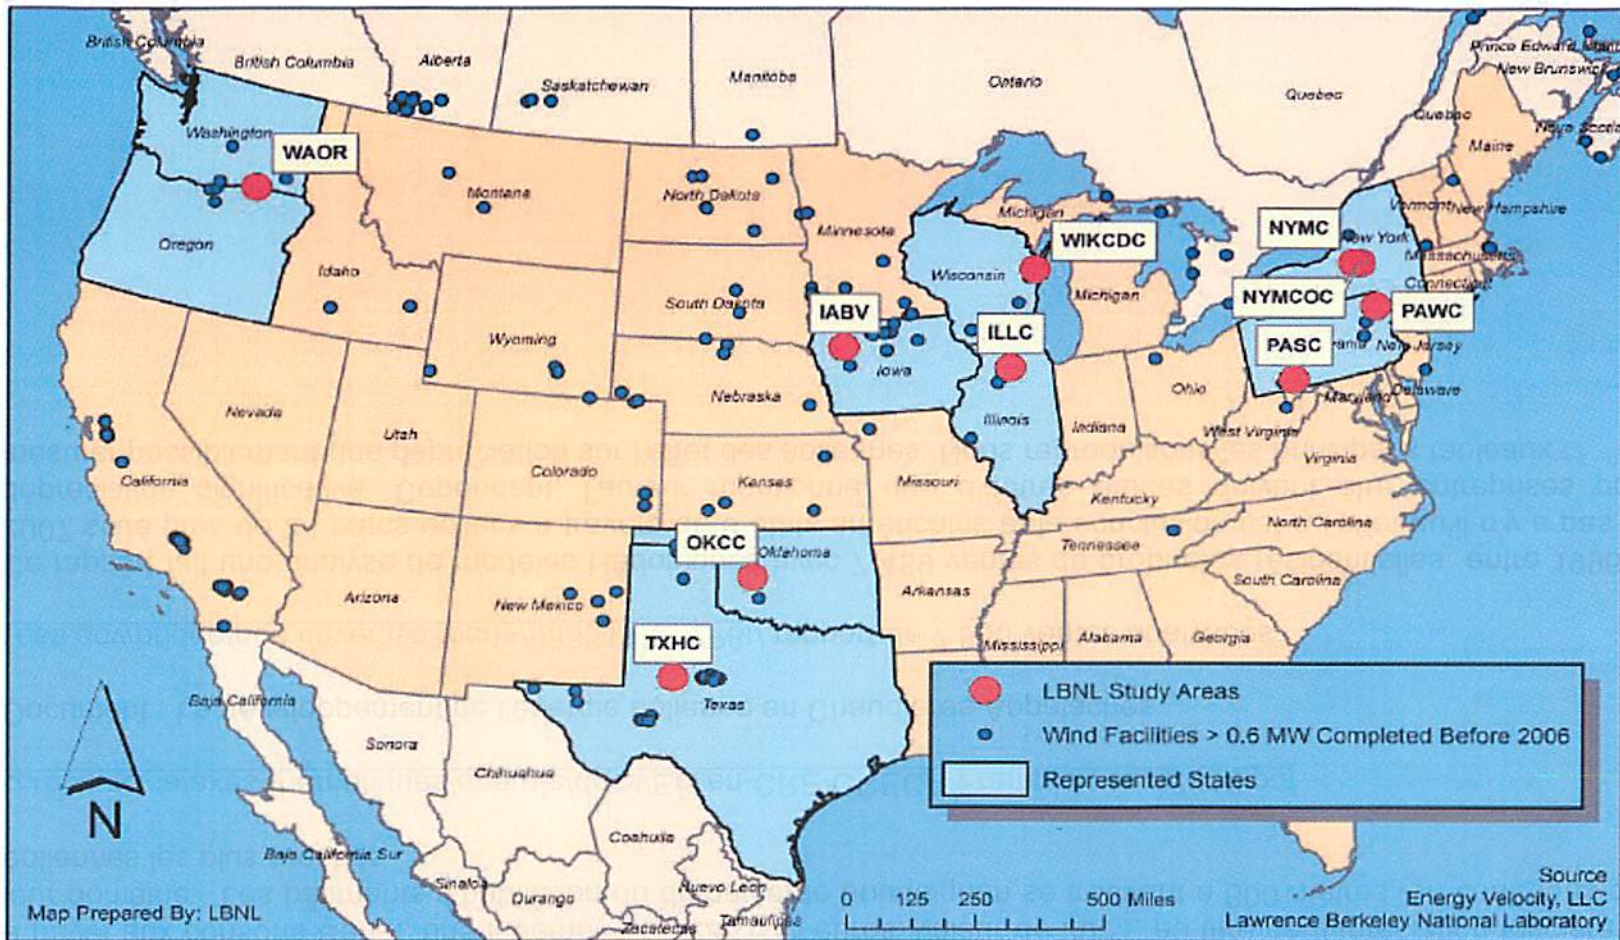 British Columbia
British Columbia
Alberta
Saskatchewan
Manitoba
Ontario
Quebec
Prince Edward
New Brunswick
Quebec
Nova Scotia
Maine
Washington
WAOR
Montana
North Dakota
Minnesota
Michigan
WIKCDC
NYMC
New York
Vermont
New Hampshire
Massachusetts
Connecticut
Oregon
Idaho
South Dakota
Wisconsin
Michigan
NYMCOC
PAWC
IABV
ILLC
PASC
New Jersey
Wyoming
Iowa
Nebraska
Illinois
Indiana
Ohio
Maryland
Delaware
West Virginia
Virginia
Nevada
Utah
Colorado
Kansas
Missouri
Kentucky
California
North Carolina
Tennessee
OKCC
Oklahoma
Arkansas
South Carolina
Arizona
New Mexico
Mississippi
Alabama
Georgia
TXHC
Texas
Baja California
Sonora
Chihuahua
Coahuila
Baja California Sur
Sinaloa
Durango
Nuevo Leon
Zacatecas
Tamaulipas
LBNL Study Areas
Wind Facilities > 0.6 MW Completed Before 2006
Represented States
N
Map Prepared By: LBNL
0 125 250 500 Miles
Source
Energy Velocity, LLC
Lawrence Berkeley National Laboratory